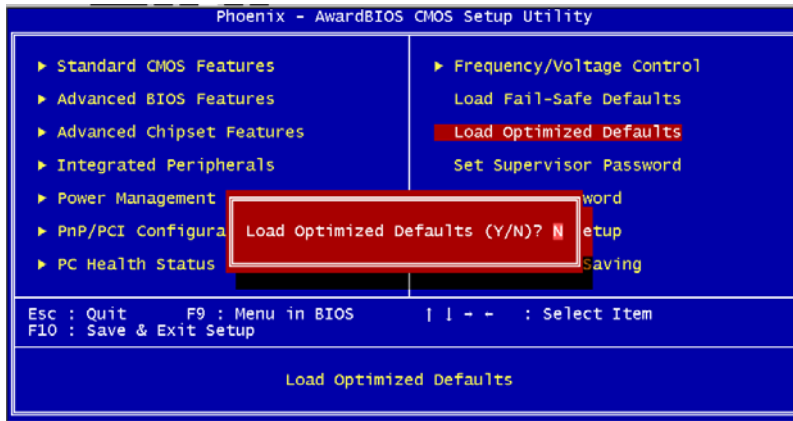 Phoenix - AwardBIOS CMOS Setup Utility
► Standard CMOS Features
► Advanced BIOS Features
► Advanced Chipset Features
► Integrated Peripherals
► Power Management
► PnP/PCI Configura
► PC Health Status
► Frequency/Voltage Control
Load Fail-Safe Defaults
Load Optimized Defaults
Set Supervisor Password
word
etup
Saving
Load Optimized Defaults (Y/N)? N
Esc : Quit F9 : Menu in BIOS ↑ ↓ → ← : Select Item
F10 : Save & Exit Setup
Load Optimized Defaults